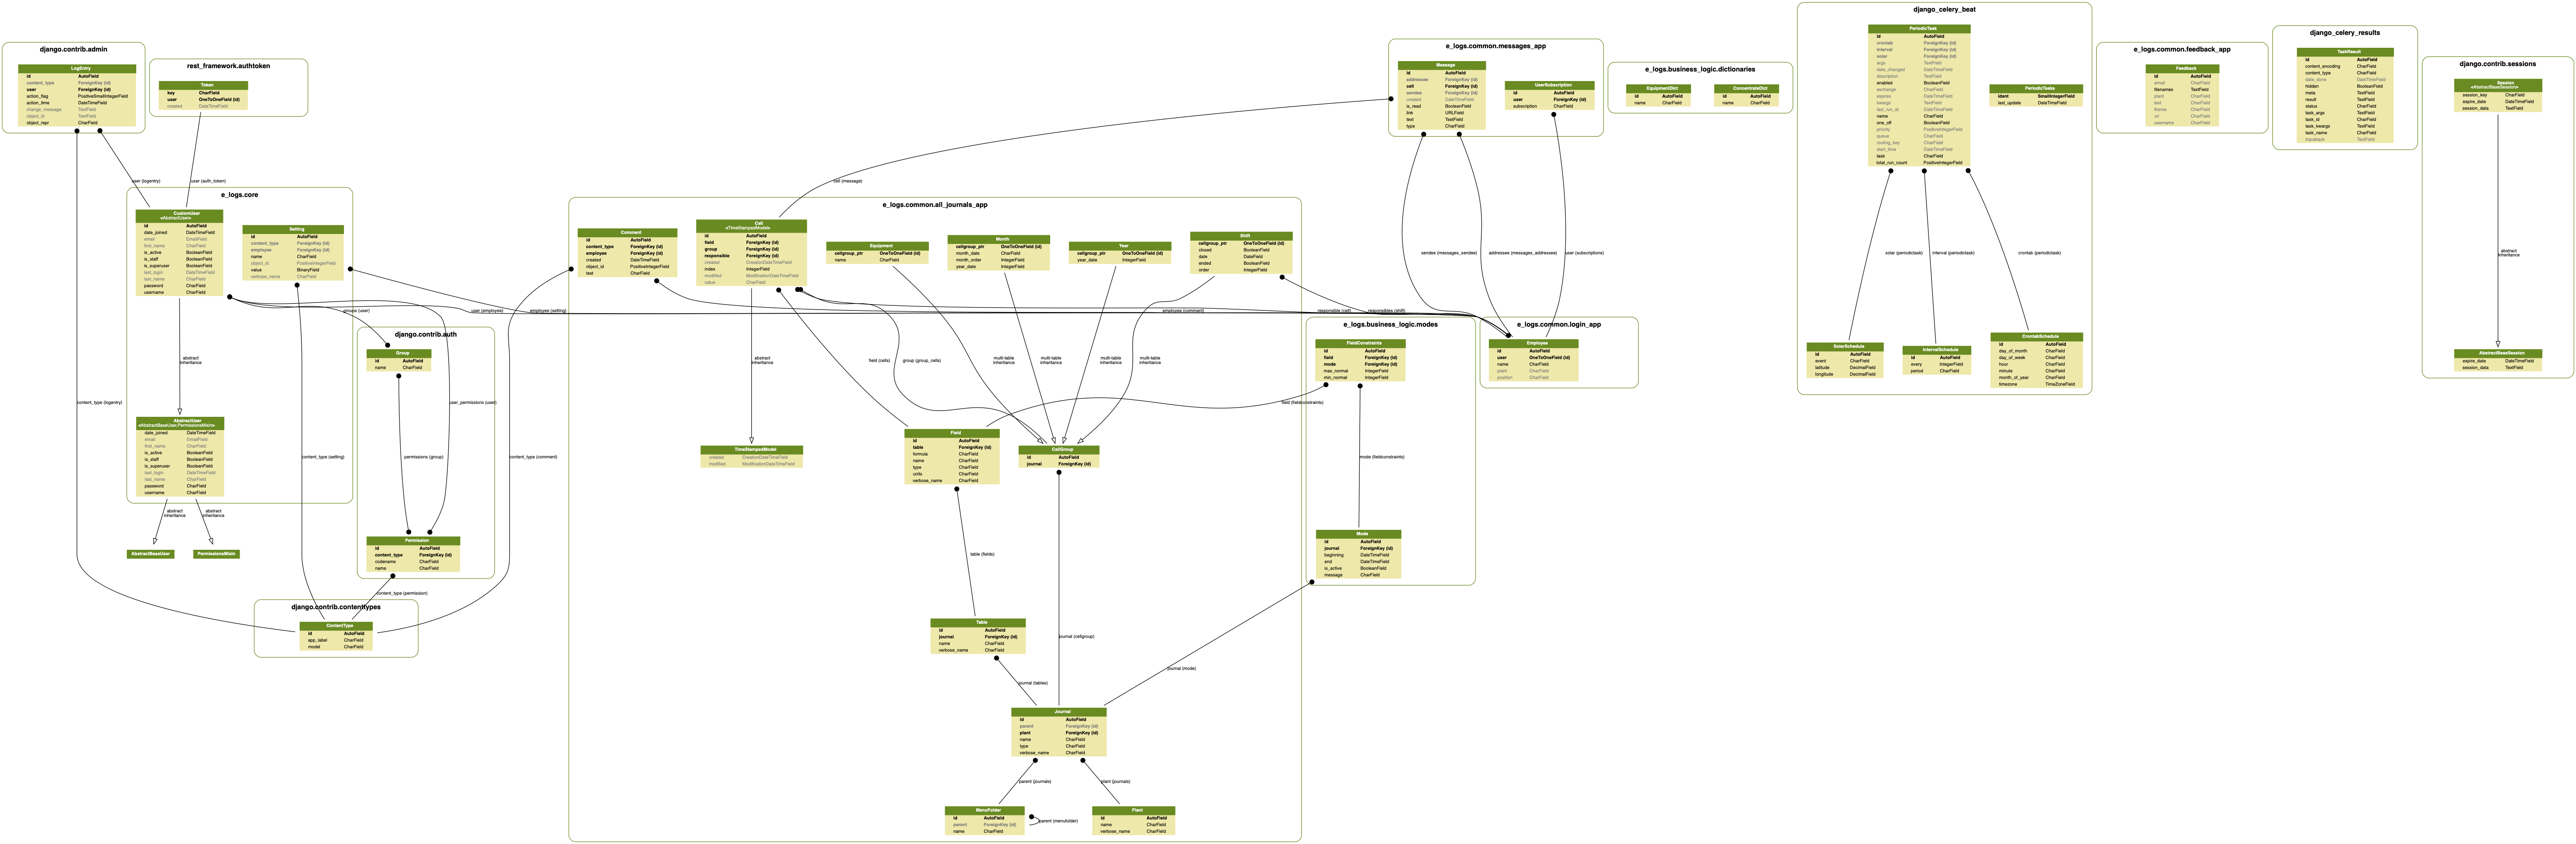 django.contrib.admin
LogEntry
id AutoField
content_type ForeignKey (id)
user ForeignKey (id)
action_flag PositiveSmallIntegerField
action_time DateTimeField
change_message TextField
object_id TextField
object_repr CharField
rest_framework.authtoken
Token
key CharField
user OneToOneField (id)
created DateTimeField
user (logentry)
user (auth_token)
e_logs.core
CustomUser
<AbstractUser>
id AutoField
date_joined DateTimeField
email EmailField
first_name CharField
is_active BooleanField
is_staff BooleanField
is_superuser BooleanField
last_login DateTimeField
last_name CharField
password CharField
username CharField
Setting
id AutoField
content_type ForeignKey (id)
employee ForeignKey (id)
name CharField
object_id PositiveIntegerField
value BinaryField
verbose_name CharField
groups (user)
user (employee)
employee (setting)
abstract
inheritance
AbstractUser
<AbstractBaseUser,PermissionsMixin>
date_joined DateTimeField
email EmailField
first_name CharField
is_active BooleanField
is_staff BooleanField
is_superuser BooleanField
last_login DateTimeField
last_name CharField
password CharField
username CharField
abstract
inheritance
abstract
inheritance
AbstractBaseUser
PermissionsMixin
django.contrib.auth
Group
id AutoField
name CharField
user_permissions (user)
permissions (group)
content_type (logentry)
content_type (setting)
content_type (comment)
Permission
id AutoField
content_type ForeignKey (id)
codename CharField
name CharField
content_type (permission)
django.contrib.contenttypes
ContentType
id AutoField
app_label CharField
model CharField
e_logs.common.all_journals_app
Comment
id AutoField
content_type ForeignKey (id)
employee ForeignKey (id)
created DateTimeField
object_id PositiveIntegerField
text CharField
Cell
<TimeStampedModel>
id AutoField
field ForeignKey (id)
group ForeignKey (id)
responsible ForeignKey (id)
created CreationDateTimeField
index IntegerField
modified ModificationDateTimeField
value CharField
Equipment
cellgroup_ptr OneToOneField (id)
name CharField
Month
cellgroup_ptr OneToOneField (id)
month_date CharField
month_order IntegerField
year_date IntegerField
Year
cellgroup_ptr OneToOneField (id)
year_date IntegerField
Shift
cellgroup_ptr OneToOneField (id)
closed BooleanField
date DateField
ended BooleanField
order IntegerField
cell (message)
employee (comment)
responsible (cell)
responsibles (shift)
abstract
inheritance
field (cells)
group (group_cells)
multi-table
inheritance
multi-table
inheritance
multi-table
inheritance
multi-table
inheritance
TimeStampedModel
created CreationDateTimeField
modified ModificationDateTimeField
Field
id AutoField
table ForeignKey (id)
formula CharField
name CharField
type CharField
units CharField
verbose_name CharField
CellGroup
id AutoField
journal ForeignKey (id)
table (fields)
Table
id AutoField
journal ForeignKey (id)
name CharField
verbose_name CharField
journal (cellgroup)
journal (tables)
journal (mode)
Journal
id AutoField
parent ForeignKey (id)
plant ForeignKey (id)
name CharField
type CharField
verbose_name CharField
parent (journals)
plant (journals)
MenuFolder
id AutoField
parent ForeignKey (id)
name CharField
parent (menufolder)
Plant
id AutoField
name CharField
verbose_name CharField
e_logs.common.messages_app
Message
id AutoField
addressee ForeignKey (id)
cell ForeignKey (id)
sendee ForeignKey (id)
created DateTimeField
is_read BooleanField
link URLField
text TextField
type CharField
UserSubscription
id AutoField
user ForeignKey (id)
subscription CharField
sendee (messages_sendee)
addressee (messages_addressee)
user (subscriptions)
e_logs.business_logic.modes
FieldConstraints
id AutoField
field ForeignKey (id)
mode ForeignKey (id)
max_normal IntegerField
min_normal IntegerField
field (fieldconstraints)
mode (fieldconstraints)
Mode
id AutoField
journal ForeignKey (id)
beginning DateTimeField
end DateTimeField
is_active BooleanField
message CharField
e_logs.common.login_app
Employee
id AutoField
user OneToOneField (id)
name CharField
plant CharField
position CharField
e_logs.business_logic.dictionaries
EquipmentDict
id AutoField
name CharField
ConcentrateDict
id AutoField
name CharField
django_celery_beat
PeriodicTask
id AutoField
crontab ForeignKey (id)
interval ForeignKey (id)
solar ForeignKey (id)
args TextField
date_changed DateTimeField
description TextField
enabled BooleanField
exchange CharField
expires DateTimeField
kwargs TextField
last_run_at DateTimeField
name CharField
one_off BooleanField
priority PositiveIntegerField
queue CharField
routing_key CharField
start_time DateTimeField
task CharField
total_run_count PositiveIntegerField
PeriodicTasks
ident SmallIntegerField
last_update DateTimeField
solar (periodictask)
interval (periodictask)
crontab (periodictask)
SolarSchedule
id AutoField
event CharField
latitude DecimalField
longitude DecimalField
IntervalSchedule
id AutoField
every IntegerField
period CharField
CrontabSchedule
id AutoField
day_of_month CharField
day_of_week CharField
hour CharField
minute CharField
month_of_year CharField
timezone TimeZoneField
e_logs.common.feedback_app
Feedback
id AutoField
email CharField
filenames TextField
plant CharField
text CharField
theme CharField
url CharField
username CharField
django_celery_results
TaskResult
id AutoField
content_encoding CharField
content_type CharField
date_done DateTimeField
hidden BooleanField
meta TextField
result TextField
status CharField
task_args TextField
task_id CharField
task_kwargs TextField
task_name CharField
traceback TextField
django.contrib.sessions
Session
<AbstractBaseSession>
session_key CharField
expire_date DateTimeField
session_data TextField
abstract
inheritance
AbstractBaseSession
expire_date DateTimeField
session_data TextField